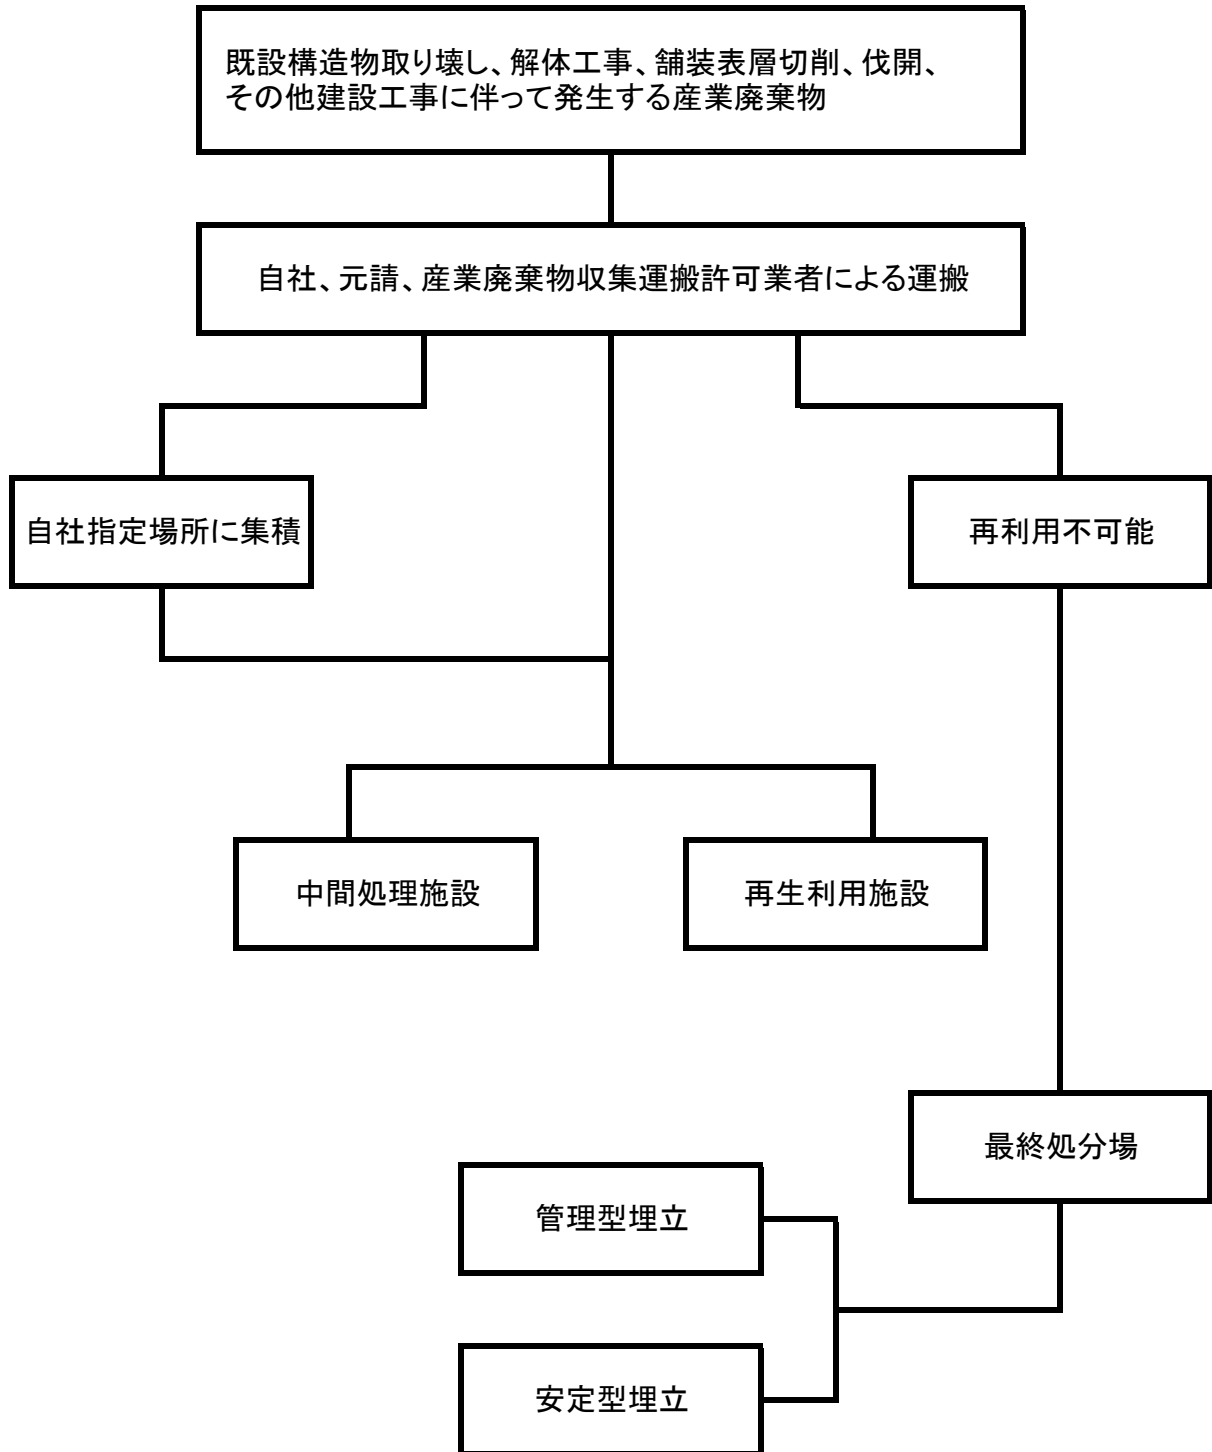 既設構造物取り壊し、解体工事、舗装表層切削、伐開、
その他建設工事に伴って発生する産業廃棄物
自社、元請、産業廃棄物収集運搬許可業者による運搬
自社指定場所に集積
再利用不可能
中間処理施設
再生利用施設
最終処分場
管理型埋立
安定型埋立